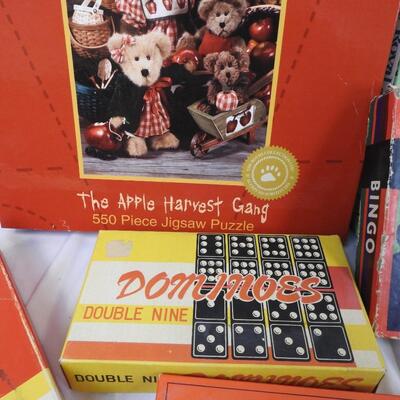 The Apple Harvest Gang
550 Piece Jigsaw Puzzle
BINGO
DOMINOES
DOUBLE NINE
DOUBLE NINE DOMINOES